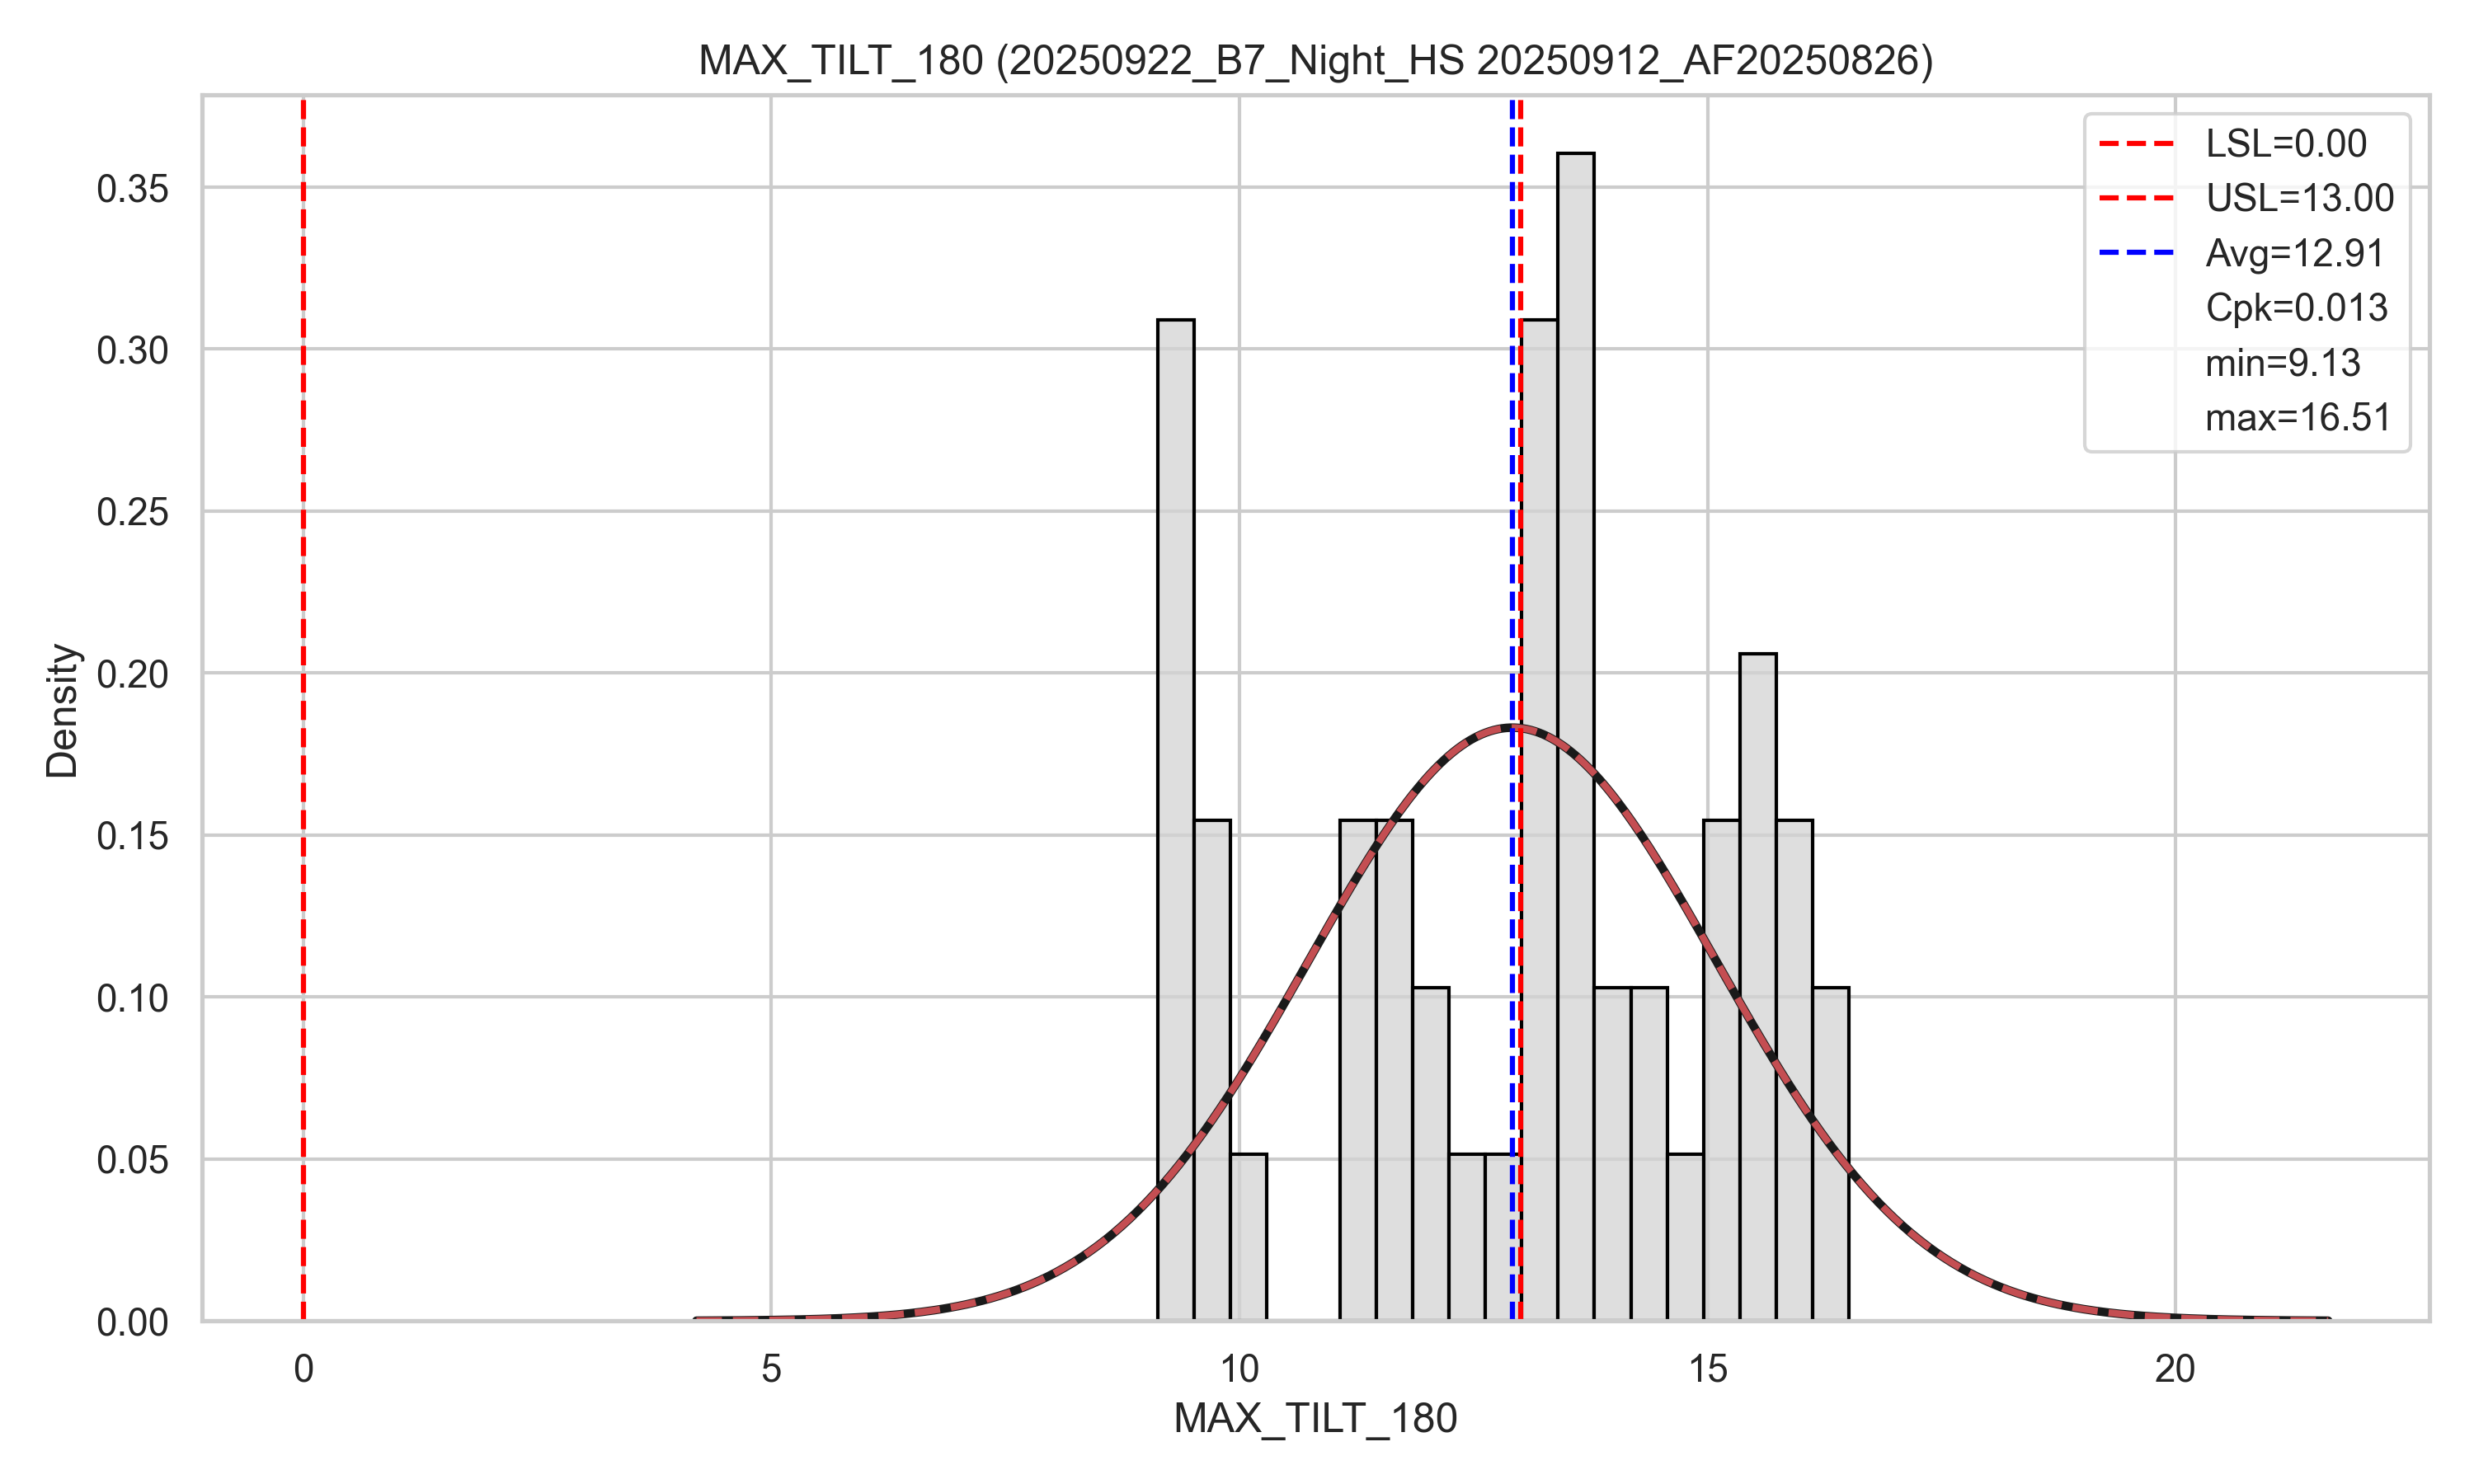 MAX_TILT_180 (20250922_B7_Night_HS 20250912_AF20250826)
LSL=0.00
USL=13.00
Avg=12.91
Cpk=0.013
min=9.13
max=16.51
Density
0.35
0.30
0.25
0.20
0.15
0.10
0.05
0.00
0 5 10 15 20
MAX_TILT_180